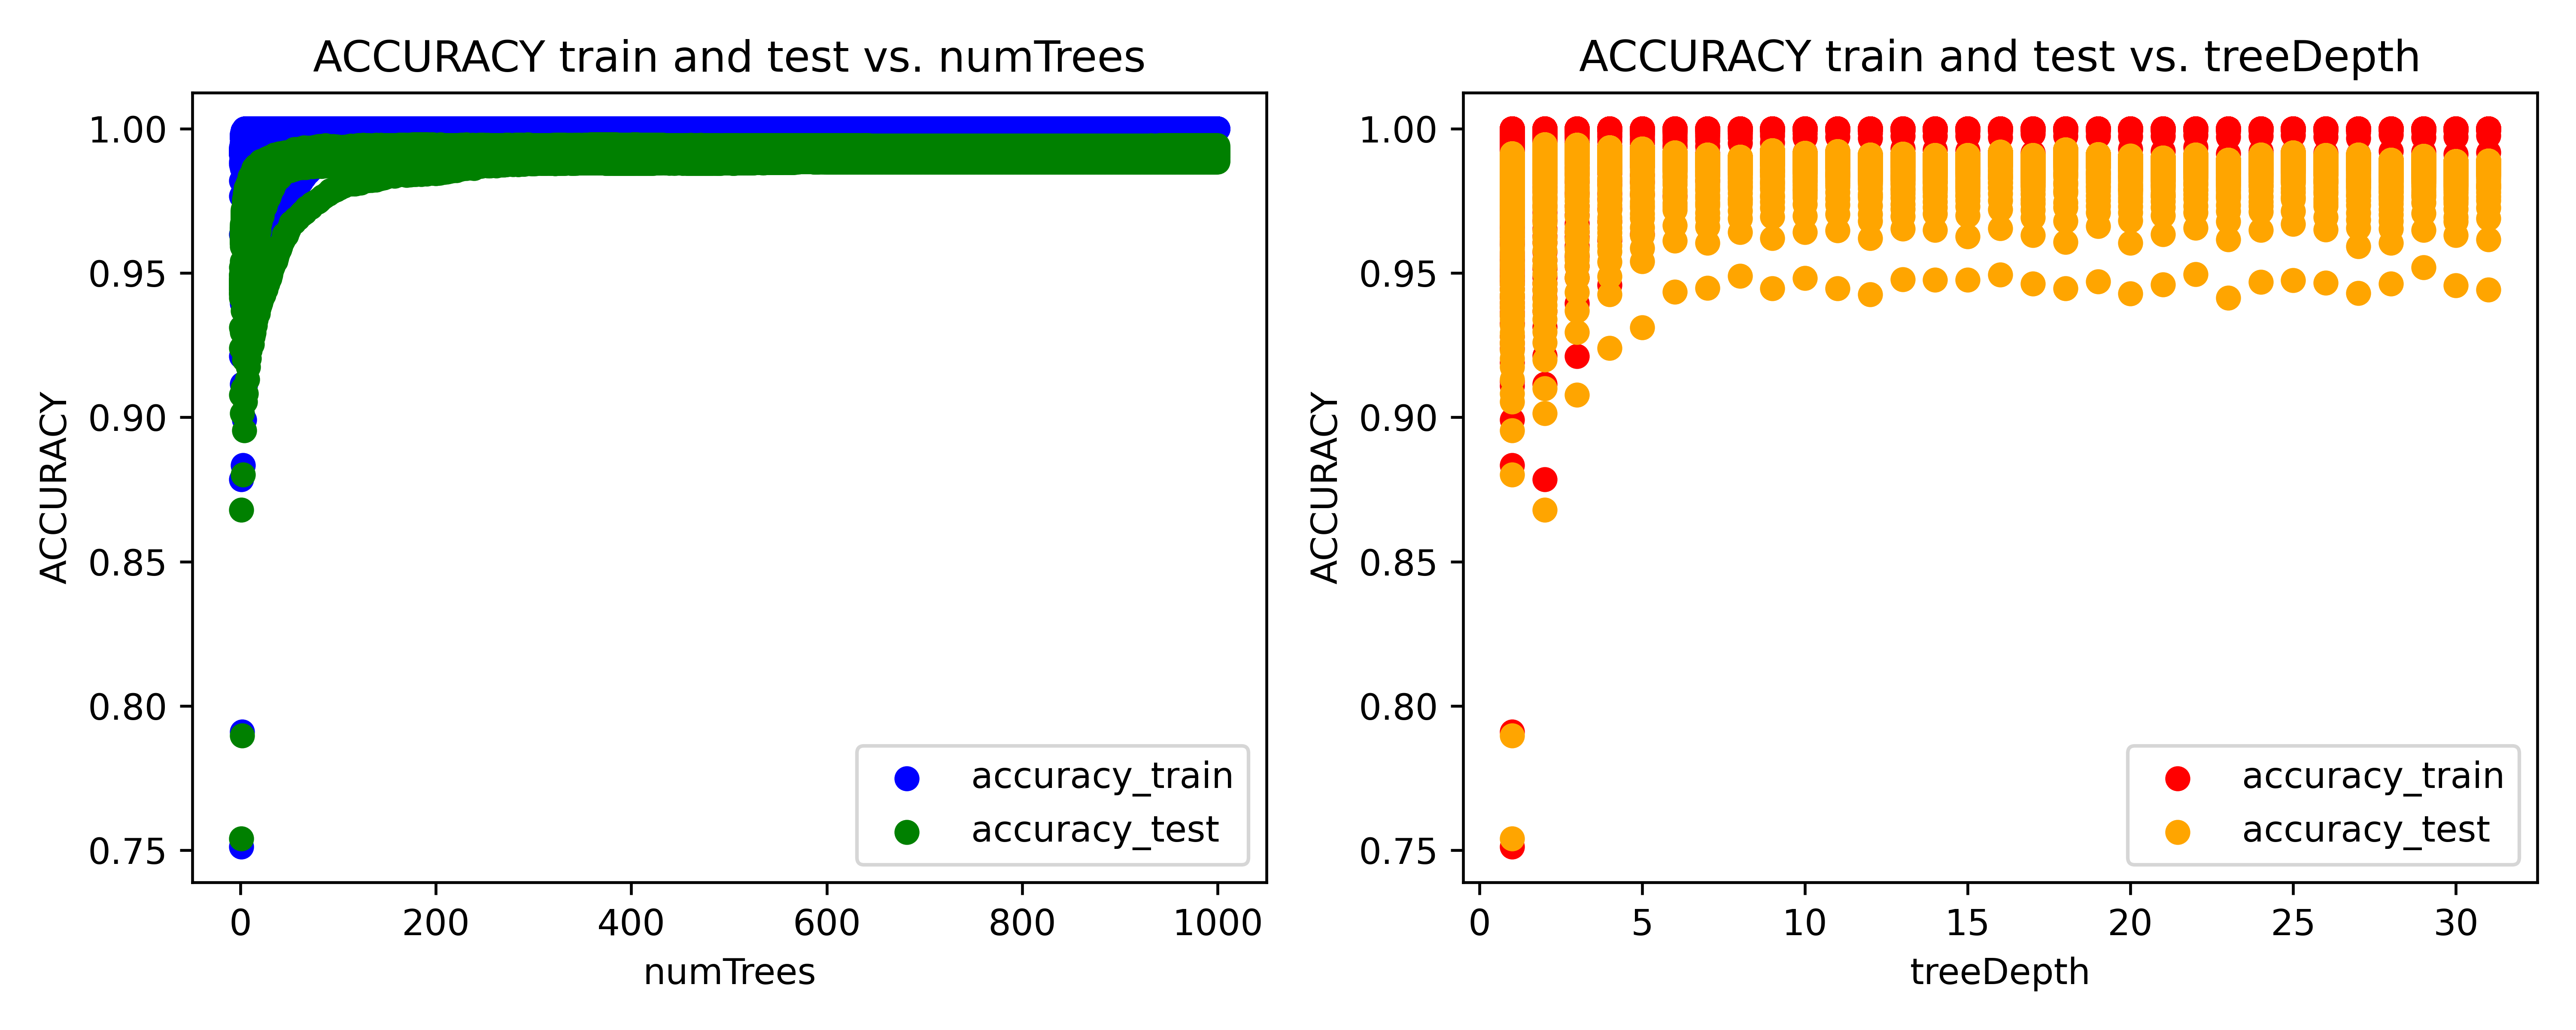 ACCURACY train and test vs. numTrees
ACCURACY
1.00
0.95
0.90
0.85
0.80
0.75
accuracy_train
accuracy_test
0 200 400 600 800 1000
numTrees
ACCURACY train and test vs. treeDepth
ACCURACY
1.00
0.95
0.90
0.85
0.80
0.75
accuracy_train
accuracy_test
0 5 10 15 20 25 30
treeDepth